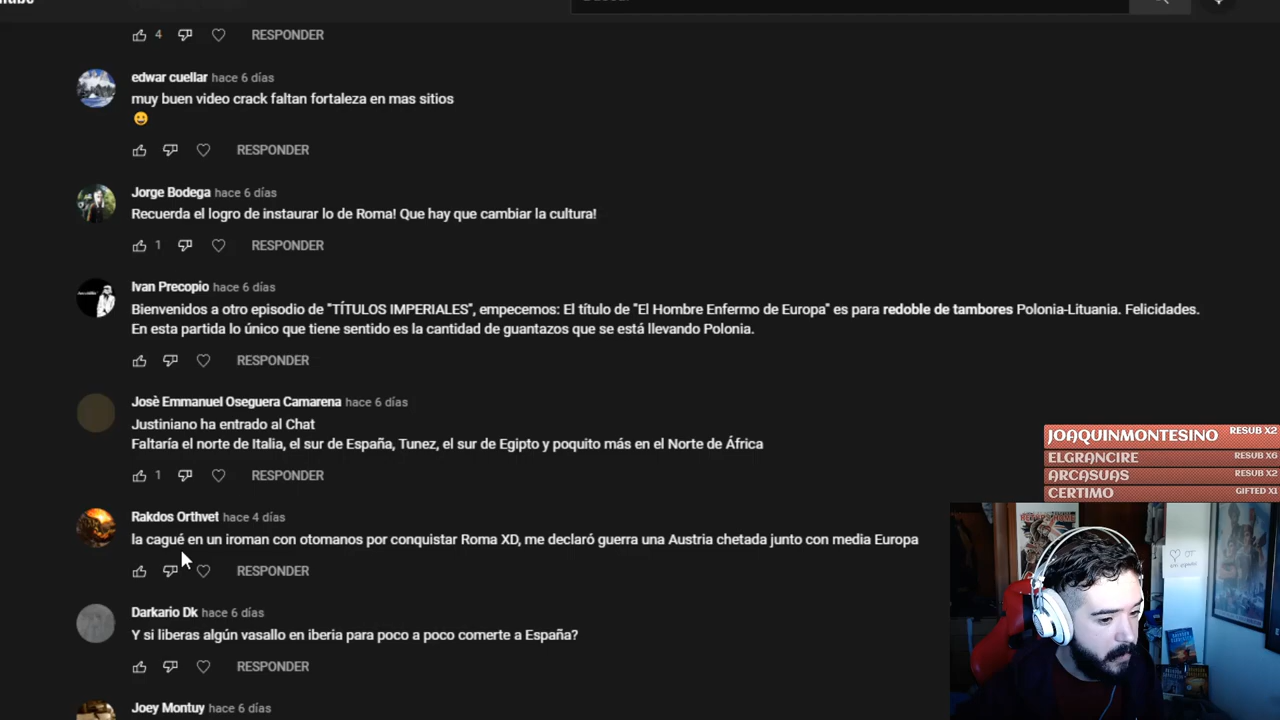 4 RESPONDER
edwar cuellar hace 6 días
muy buen video crack faltan fortaleza en mas sitios
RESPONDER
Jorge Bodega hace 6 días
Recuerda el logro de instaurar lo de Roma! Que hay que cambiar la cultura!
1 RESPONDER
Ivan Precopio hace 6 días
Bienvenidos a otro episodio de "TÍTULOS IMPERIALES", empecemos: El título de "El Hombre Enfermo de Europa" es para redoble de tambores Polonia-Lituania. Felicidades.
En esta partida lo único que tiene sentido es la cantidad de guantazos que se está llevando Polonia.
RESPONDER
Josè Emmanuel Oseguera Camarena hace 6 días
Justiniano ha entrado al Chat
Faltaría el norte de Italia, el sur de España, Tunez, el sur de Egipto y poquito más en el Norte de África
1 RESPONDER
JOAQUINMONTESINO RESUB X2
ELGRANCIRE RESUB X6
ARCASUAS RESUB X2
CERTIMO GIFTED X1
Rakdos Orthvet hace 4 días
la cagué en un iroman con otomanos por conquistar Roma XD, me declaró guerra una Austria chetada junto con media Europa
RESPONDER
Darkario Dk hace 6 días
Y si liberas algún vasallo en iberia para poco a poco comerte a España?
RESPONDER
Joey Montuy hace 6 días